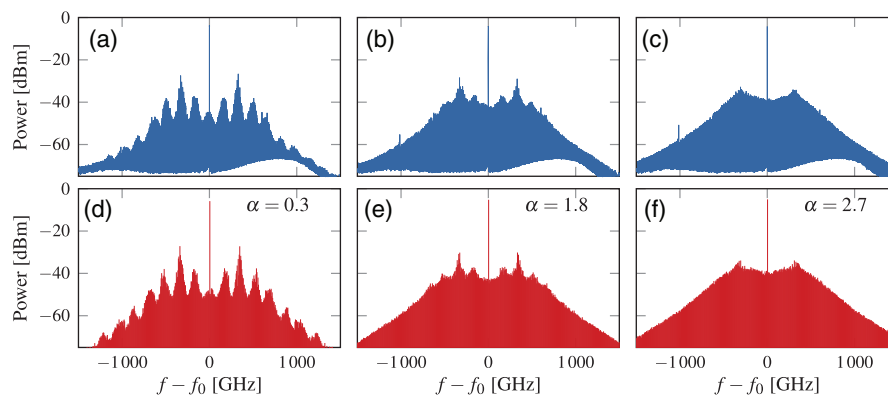 0
−20
−40
−60
Power [dBm]
(a)
(b)
(c)
0
−20
−40
−60
Power [dBm]
(d)
α = 0.3
(e)
α = 1.8
(f)
α = 2.7
−1000 0 1000
−1000 0 1000
−1000 0 1000
f − f₀ [GHz]
f − f₀ [GHz]
f − f₀ [GHz]